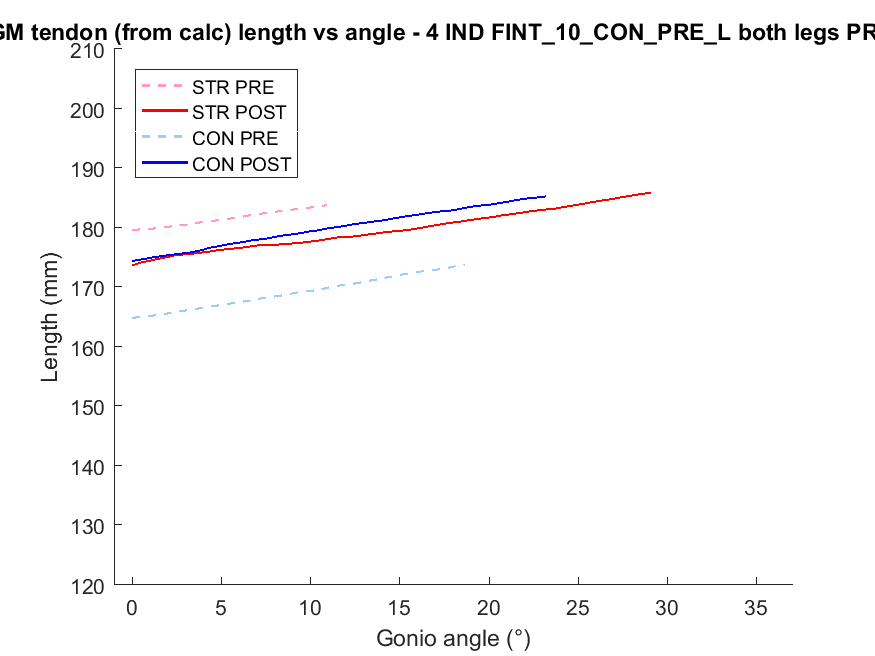 GM tendon (from calc) length vs angle - 4 IND FINT_10_CON_PRE_L both legs PR
210
200
190
180
170
160
150
140
130
120
Length (mm)
STR PRE
STR POST
CON PRE
CON POST
0 5 10 15 20 25 30 35
Gonio angle (°)